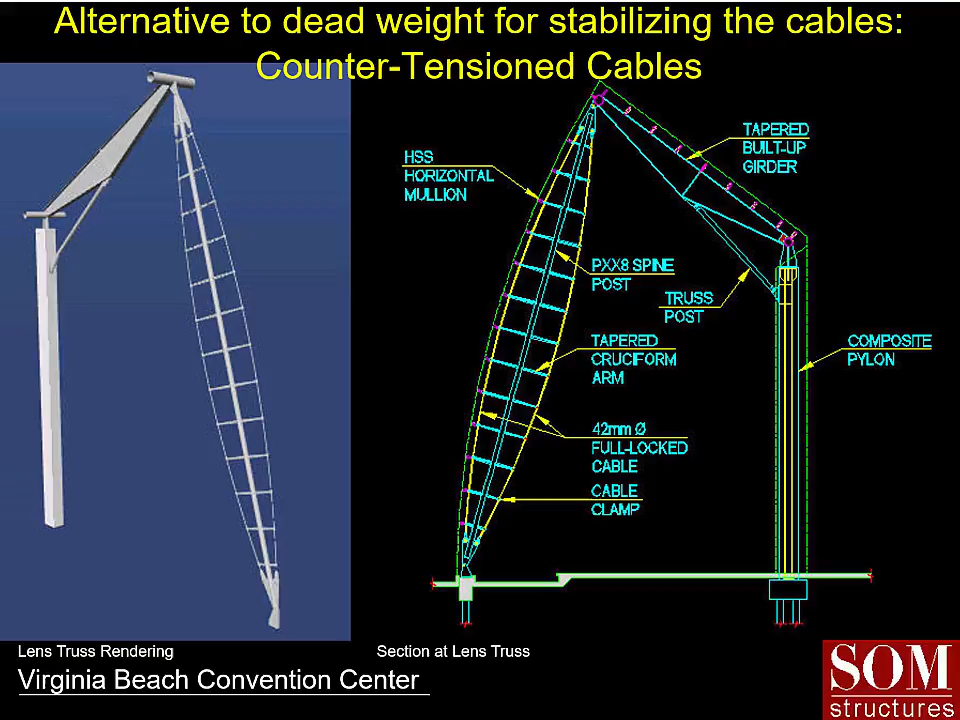 Alternative to dead weight for stabilizing the cables:
Counter-Tensioned Cables
TAPERED
BUILT-UP
GIRDER
HSS
HORIZONTAL
MULLION
PXX8 SPINE
POST
TRUSS
POST
TAPERED
CRUCIFORM
ARM
COMPOSITE
PYLON
42mm Ø
FULL-LOCKED
CABLE
CABLE
CLAMP
Lens Truss Rendering
Section at Lens Truss
Virginia Beach Convention Center
SOM
structures